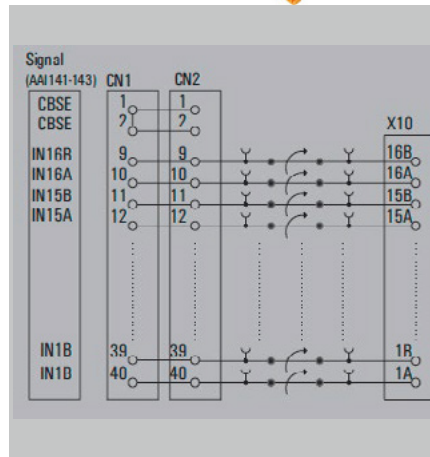 Signal
(AAI141-143) CN1 CN2
CBSE 1 1
CBSE 2 2
X10
IN16B 9 9 16B
IN16A 10 10 16A
IN15B 11 11 15B
IN15A 12 12 15A
IN1B 39 39 1B
IN1B 40 40 1A